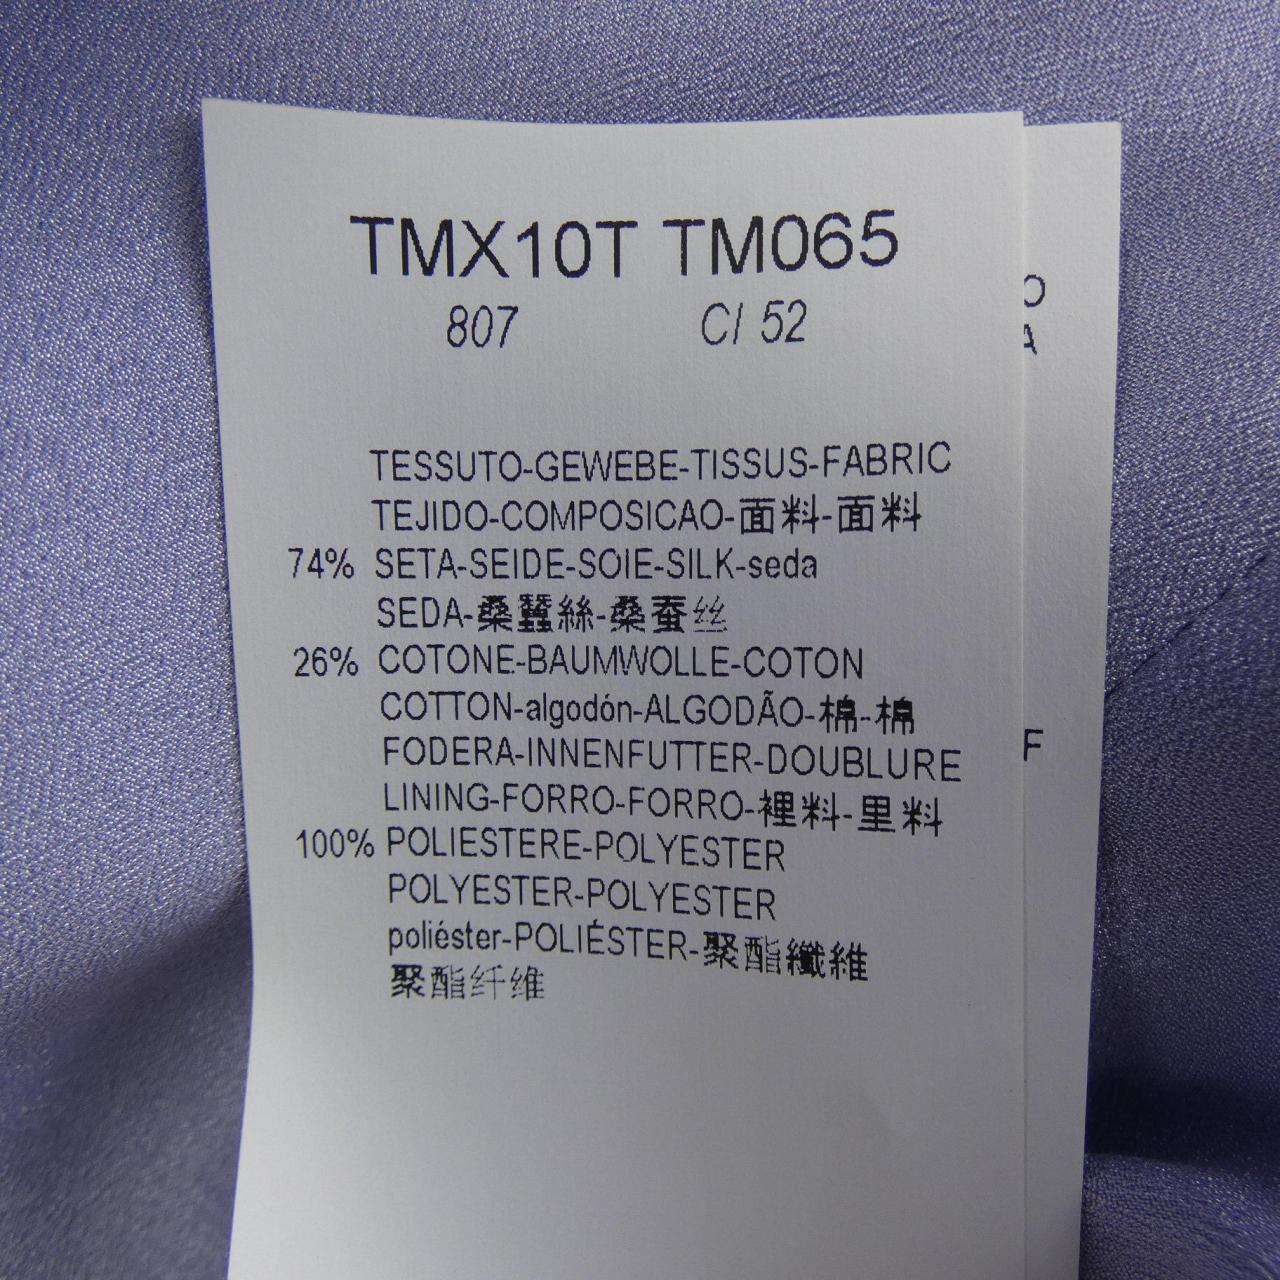 TMX10T TM065
807 C/ 52
TESSUTO-GEWEBE-TISSUS-FABRIC
TEJIDO-COMPOSICAO-面料-面料
74% SETA-SEIDE-SOIE-SILK-seda
SEDA-桑蠶絲-桑蚕丝
26% COTONE-BAUMWOLLE-COTON
COTTON-algodón-ALGODÃO-棉-棉
FODERA-INNENFUTTER-DOUBLURE
LINING-FORRO-FORRO-裡料-里料
100% POLIESTERE-POLYESTER
POLYESTER-POLYESTER
poliéster-POLIÉSTER-聚酯纖維
聚酯纤维
O
A
F